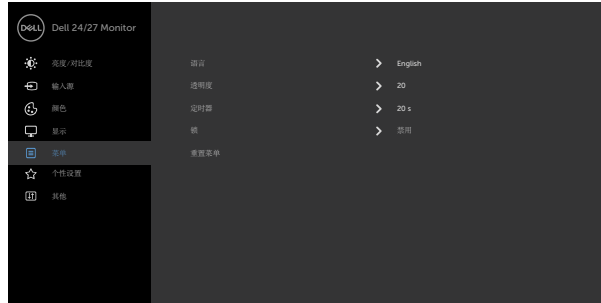 DELL Dell 24/27 Monitor
亮度/对比度
语言 English
输入源
透明度 20
颜色
定时器 20 s
显示
锁 禁用
菜单
重置菜单
个性设置
其他